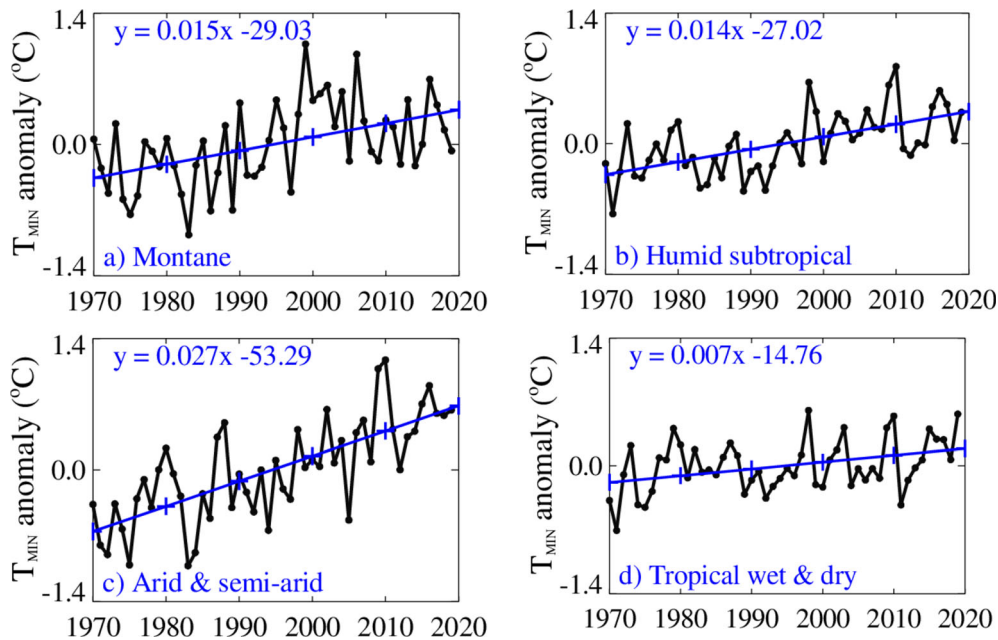 1.4
0.0
-1.4
T_MIN anomaly (ºC)
y = 0.015x -29.03
a) Montane
1970 1980 1990 2000 2010 2020
1.4
0.0
-1.4
T_MIN anomaly (ºC)
y = 0.014x -27.02
b) Humid subtropical
1970 1980 1990 2000 2010 2020
1.4
0.0
-1.4
T_MIN anomaly (ºC)
y = 0.027x -53.29
c) Arid & semi-arid
1970 1980 1990 2000 2010 2020
1.4
0.0
-1.4
T_MIN anomaly (ºC)
y = 0.007x -14.76
d) Tropical wet & dry
1970 1980 1990 2000 2010 2020